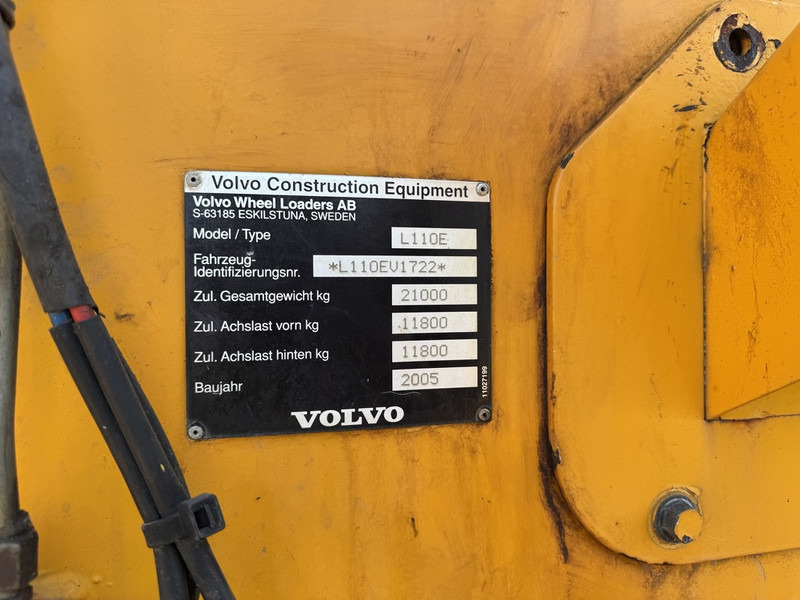 Volvo Construction Equipment
Volvo Wheel Loaders AB
S-63185 ESKILSTUNA, SWEDEN
Model / Type L110E
Fahrzeug-
Identifizierungsnr. *L110EV1722*
Zul. Gesamtgewicht kg 21000
Zul. Achslast vorn kg 11800
Zul. Achslast hinten kg 11800
Baujahr 2005
11027199
VOLVO